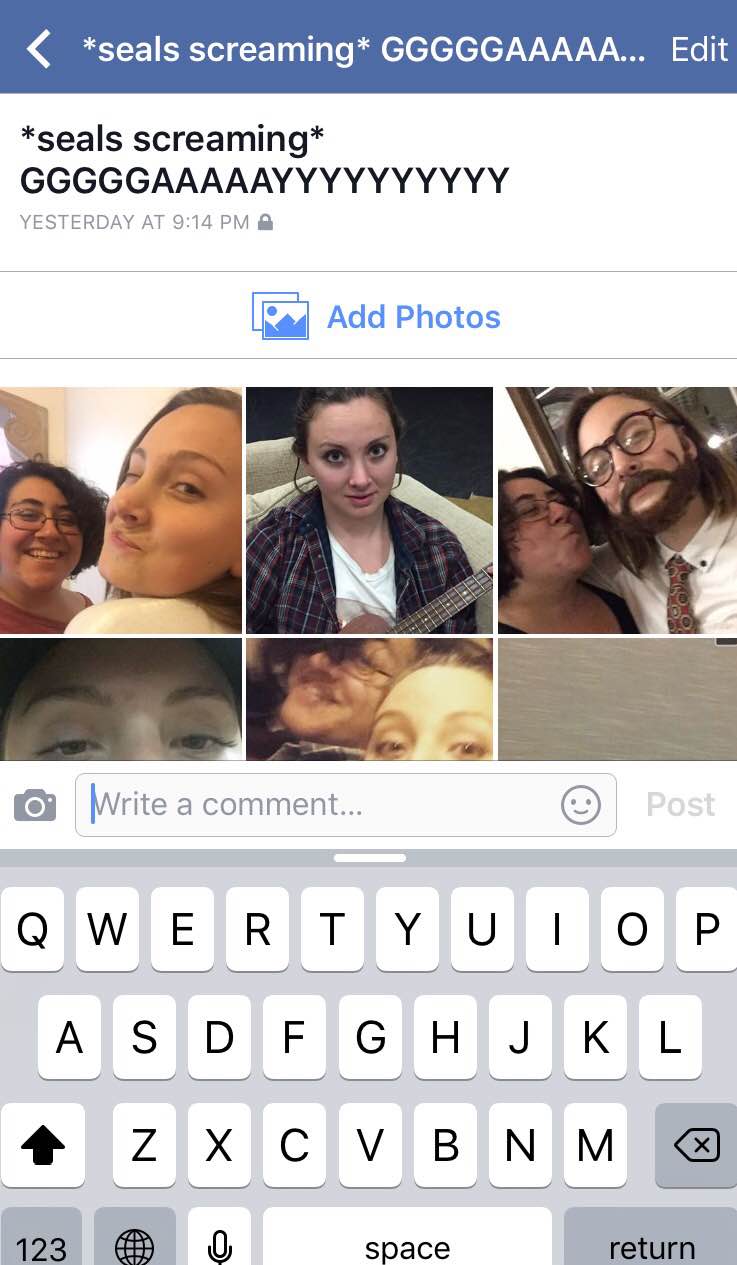 *seals screaming* GGGGGAAAAA... Edit
*seals screaming*
GGGGGAAAAAYYYYYYYYYY
YESTERDAY AT 9:14 PM
Add Photos
Write a comment... Post
Q W E R T Y U I O P
A S D F G H J K L
Z X C V B N M
123 space return